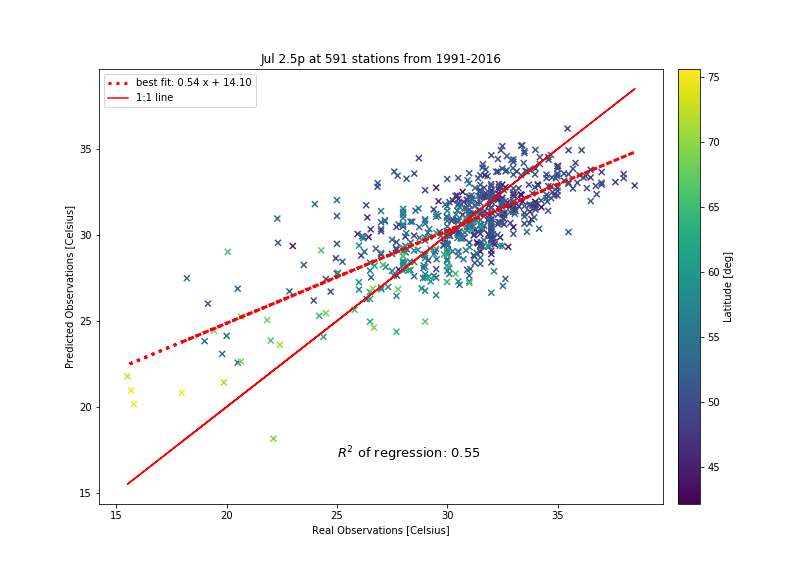 Jul 2.5p at 591 stations from 1991-2016
best fit: 0.54 x + 14.10
1:1 line
R² of regression: 0.55
Predicted Observations [Celsius]
35
30
25
20
15
15
20
25
30
35
Real Observations [Celsius]
75
70
65
60
55
50
45
Latitude [deg]